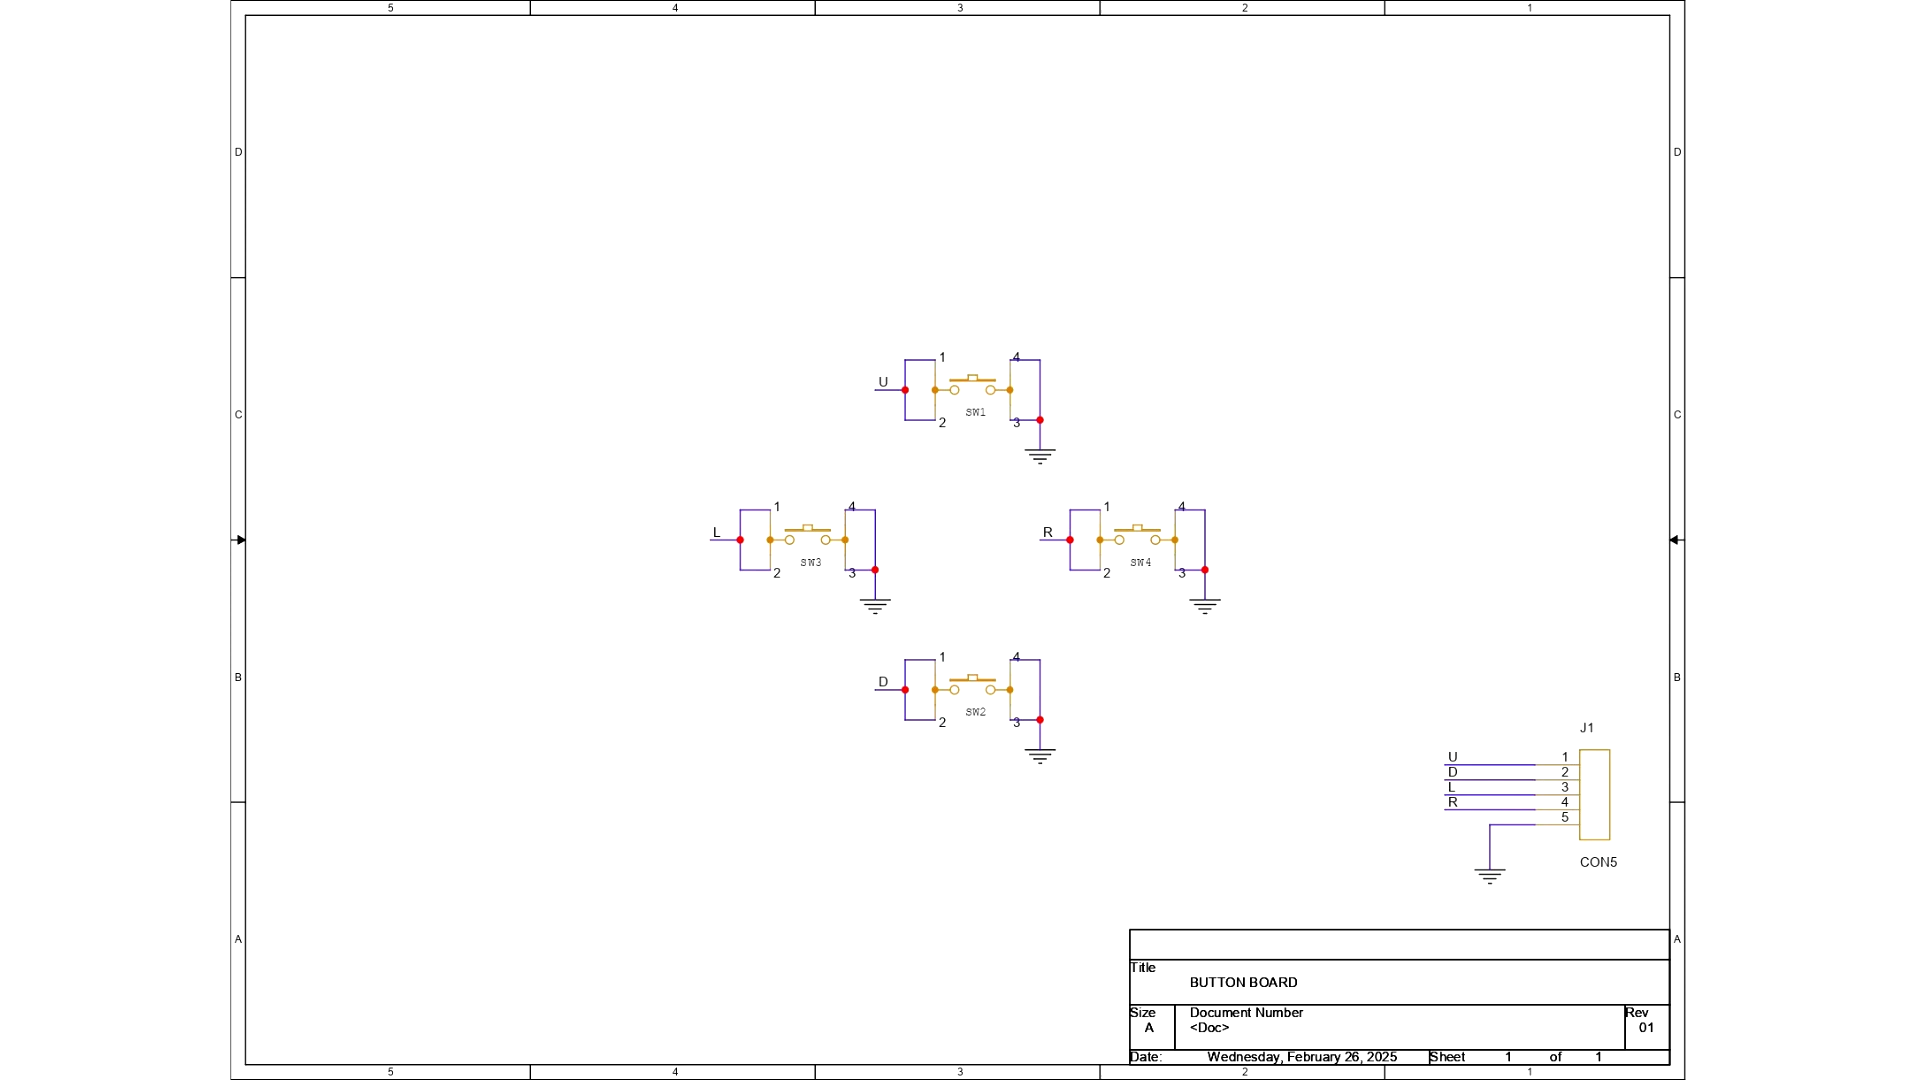 5 4 3 2 1
D D
1 4
U
C SW1 C
2 3
1 4 1 4
L R
SW3 SW4
2 3 2 3
1 4
D
B B
SW2
2 3
J1
U 1
D 2
L 3
R 4
5
CON5
A A
Title
BUTTON BOARD
Size Document Number Rev
A <Doc> 01
Date: Wednesday, February 26, 2025 Sheet 1 of 1
5 4 3 2 1